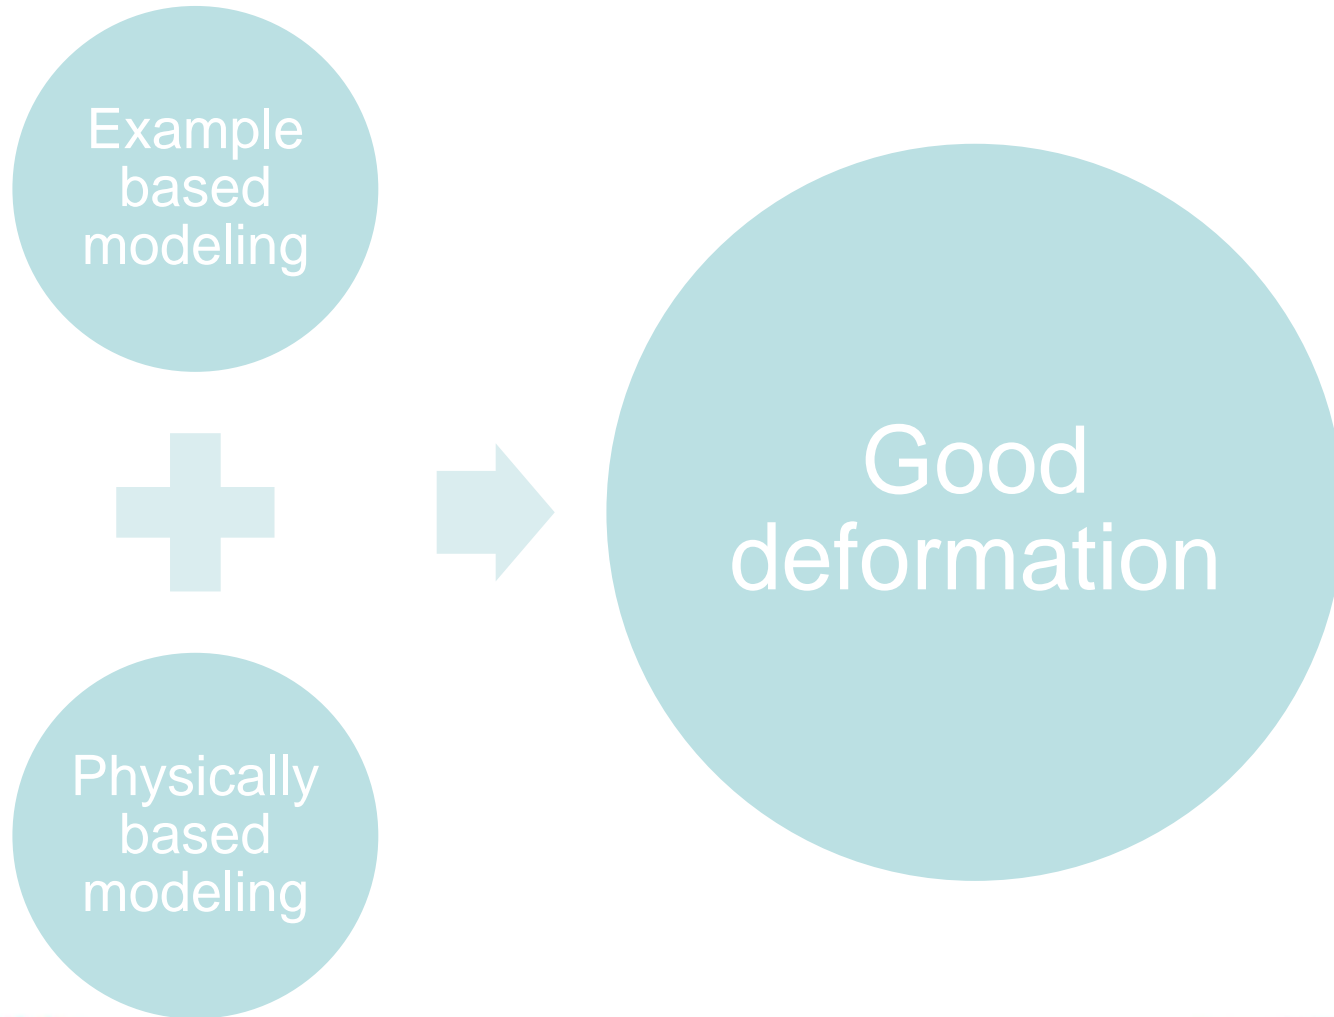 Example
based
modeling
Physically
based
modeling
Good
deformation